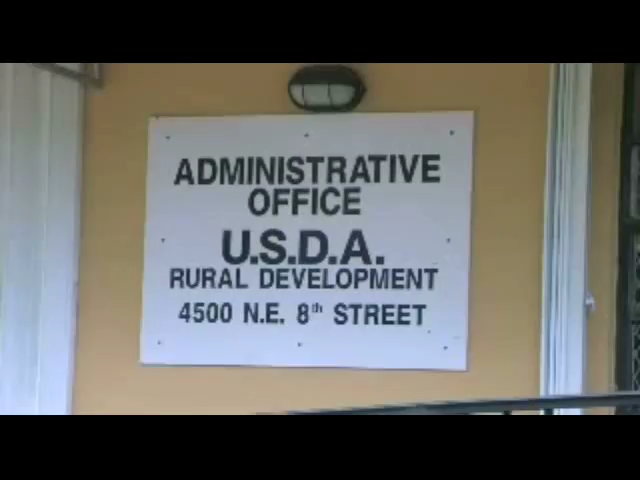 ADMINISTRATIVE
OFFICE
U.S.D.A.
RURAL DEVELOPMENT
4500 N.E. 8th STREET